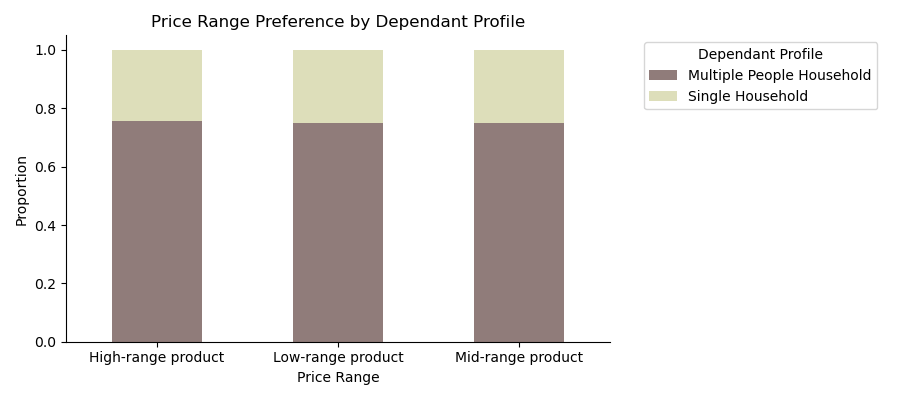 Price Range Preference by Dependant Profile
Dependant Profile
Multiple People Household
Single Household
Proportion
1.0
0.8
0.6
0.4
0.2
0.0
High-range product
Low-range product
Mid-range product
Price Range